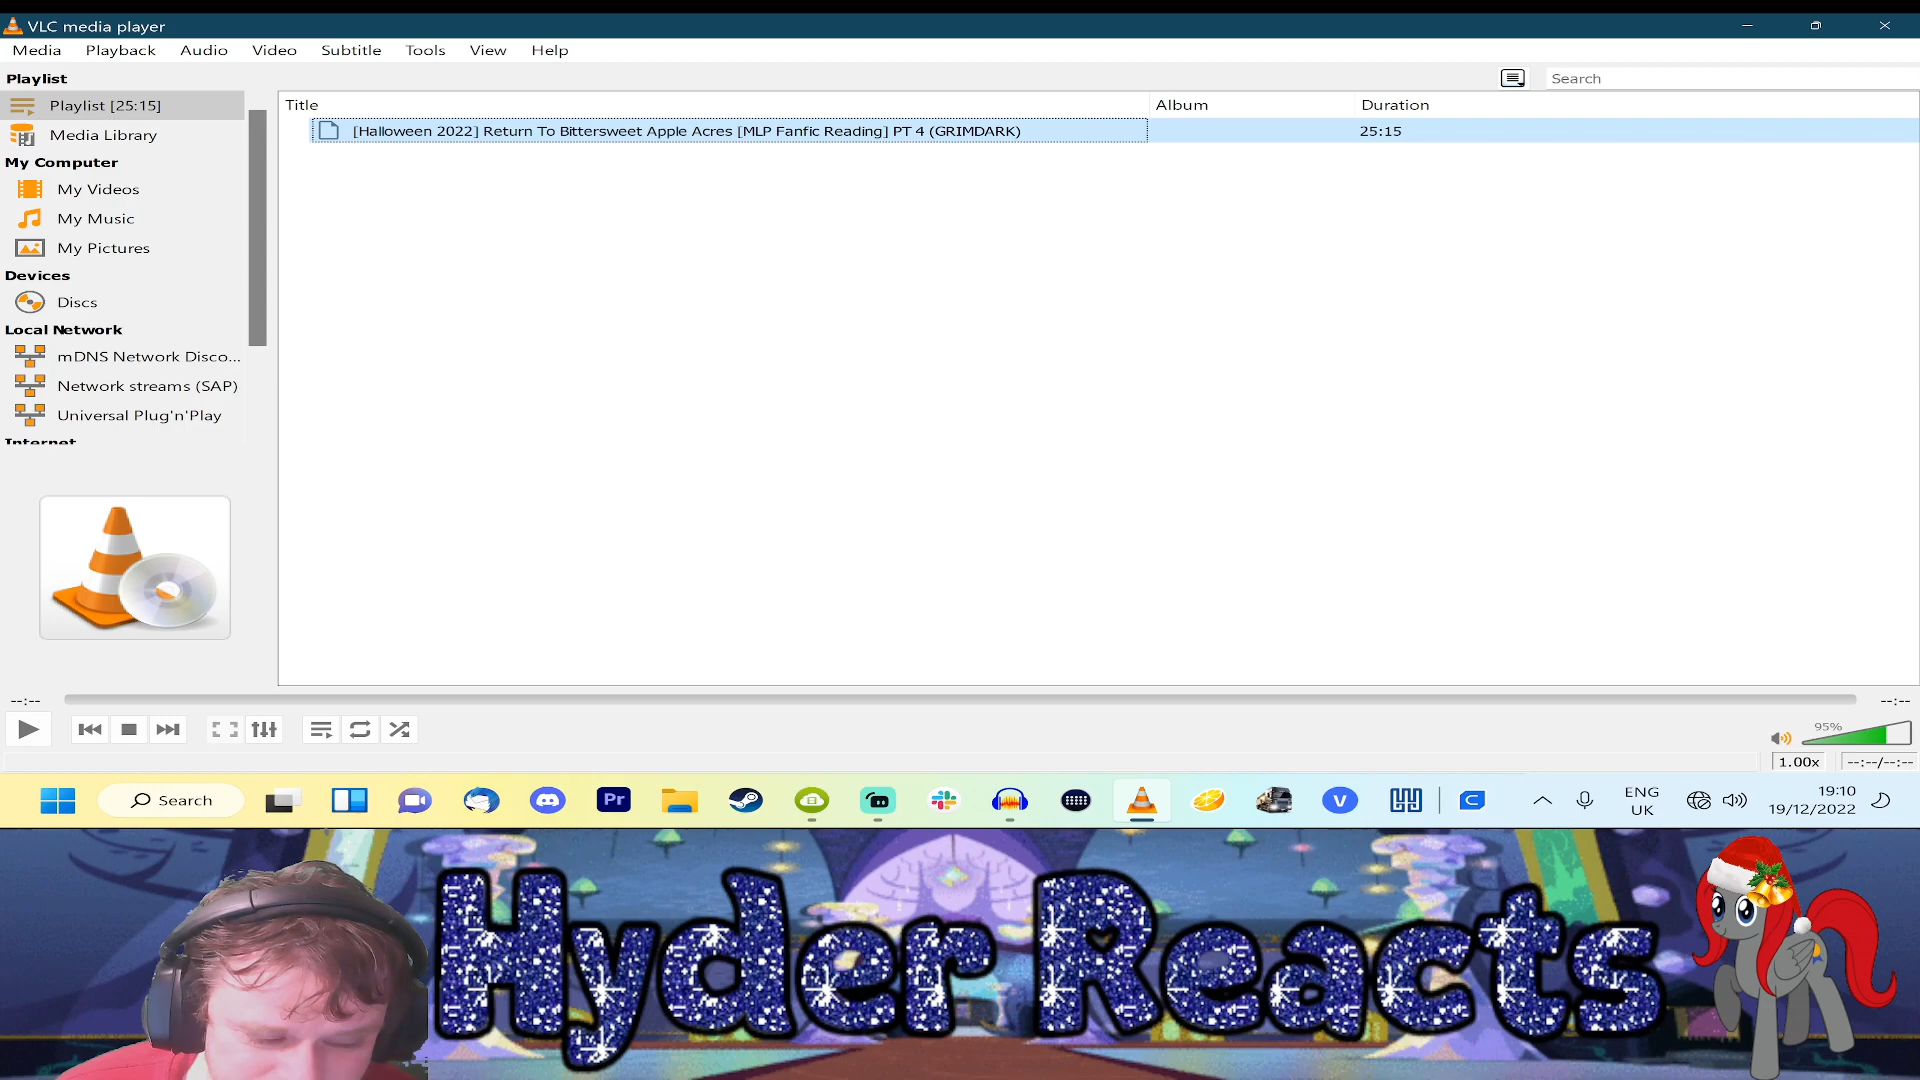 VLC media player
Media Playback Audio Video Subtitle Tools View Help
Playlist
Search
Playlist [25:15]
Media Library
My Computer
My Videos
My Music
My Pictures
Devices
Discs
Local Network
mDNS Network Disco...
Network streams (SAP)
Universal Plug'n'Play
Internet
Title Album Duration
[Halloween 2022] Return To Bittersweet Apple Acres [MLP Fanfic Reading] PT 4 (GRIMDARK) 25:15
--:-- --:--
95%
1.00x --:--/--:--
Search
Pr
V
ENG
UK
19:10
19/12/2022
Hyder Reacts